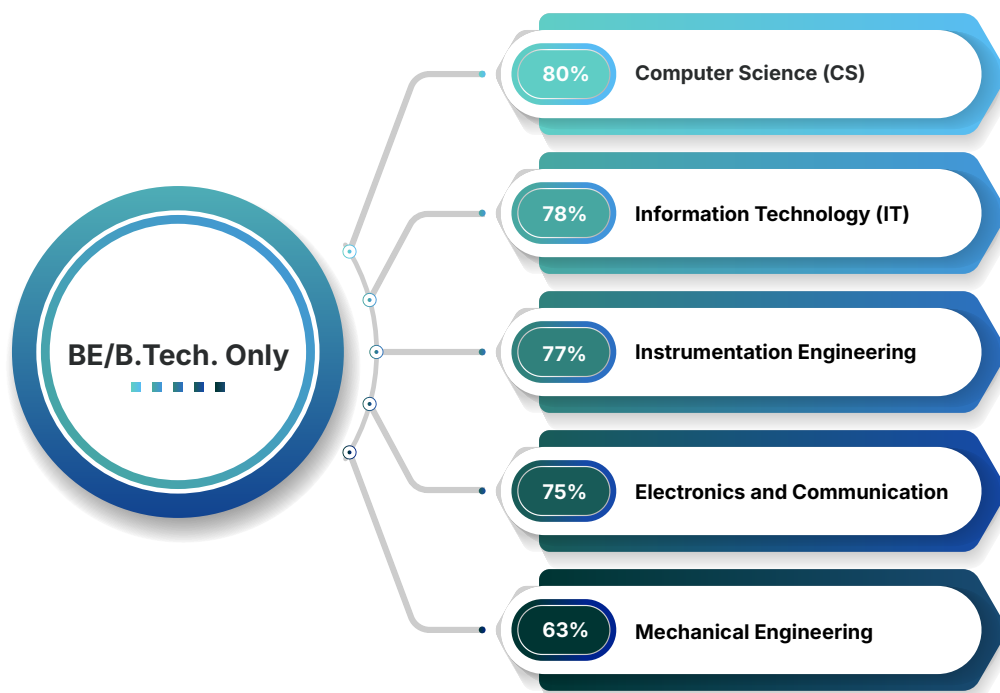 BE/B.Tech. Only
80%
Computer Science (CS)
78%
Information Technology (IT)
77%
Instrumentation Engineering
75%
Electronics and Communication
63%
Mechanical Engineering